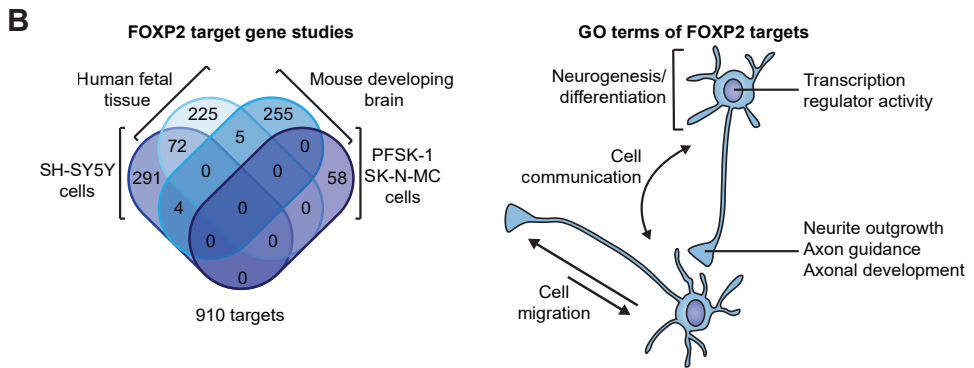 B
FOXP2 target gene studies
Human fetal
tissue
Mouse developing
brain
SH-SY5Y
cells
PFSK-1
SK-N-MC
cells
225
255
5
72
0
291
0
0
58
4
0
0
0
0
0
910 targets
GO terms of FOXP2 targets
Neurogenesis/
differentiation
Transcription
regulator activity
Cell
communication
Neurite outgrowth
Axon guidance
Axonal development
Cell
migration